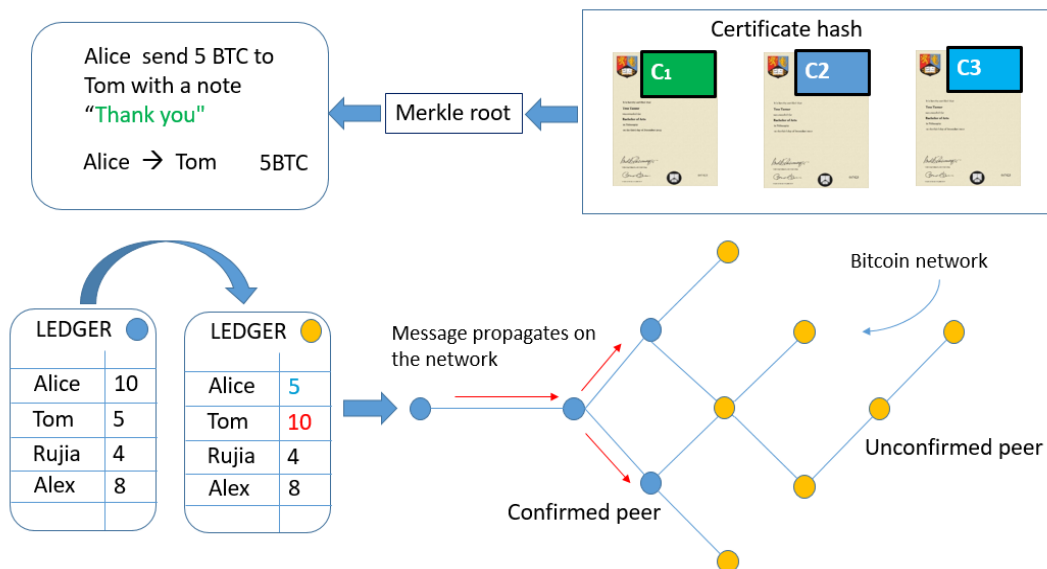 Alice send 5 BTC to
Tom with a note
“Thank you"
Alice → Tom 5BTC
Merkle root
Certificate hash
C1
C2
C3
LEDGER
Alice 10
Tom 5
Rujia 4
Alex 8
LEDGER
Alice 5
Tom 10
Rujia 4
Alex 8
Message propagates on
the network
Bitcoin network
Unconfirmed peer
Confirmed peer